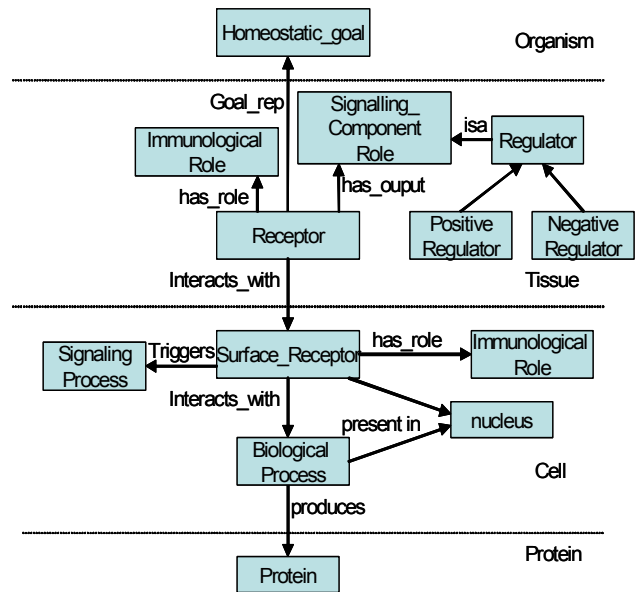 Homeostatic_goal
Organism
Goal_rep
Signalling_
Component
Role
isa
Regulator
Immunological
Role
has_role
has_ouput
Receptor
Positive
Regulator
Negative
Regulator
Interacts_with
Tissue
Signaling
Process
Triggers
Surface_Receptor
has_role
Immunological
Role
Interacts_with
present in
nucleus
Biological
Process
Cell
produces
Protein
Protein